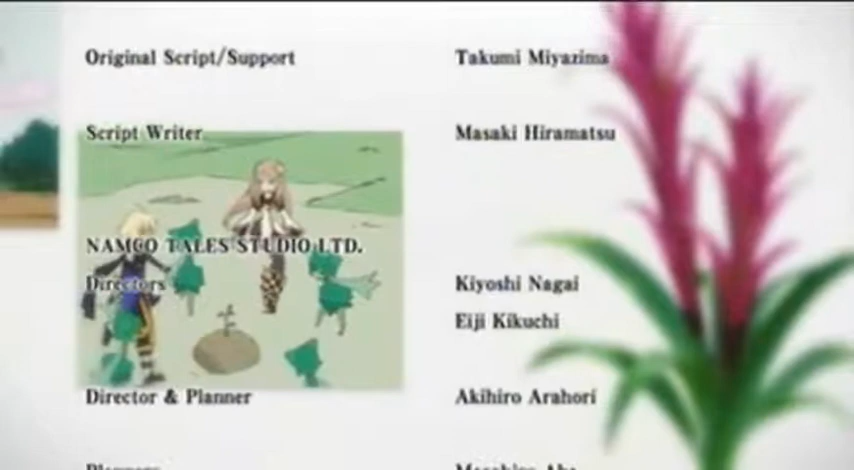 Original Script/Support Takumi Miyazima
Script Writer Masaki Hiramatsu
NAMCO TALES STUDIO LTD.
Directors Kiyoshi Nagai
Eiji Kikuchi
Director & Planner Akihiro Arahori
Planners